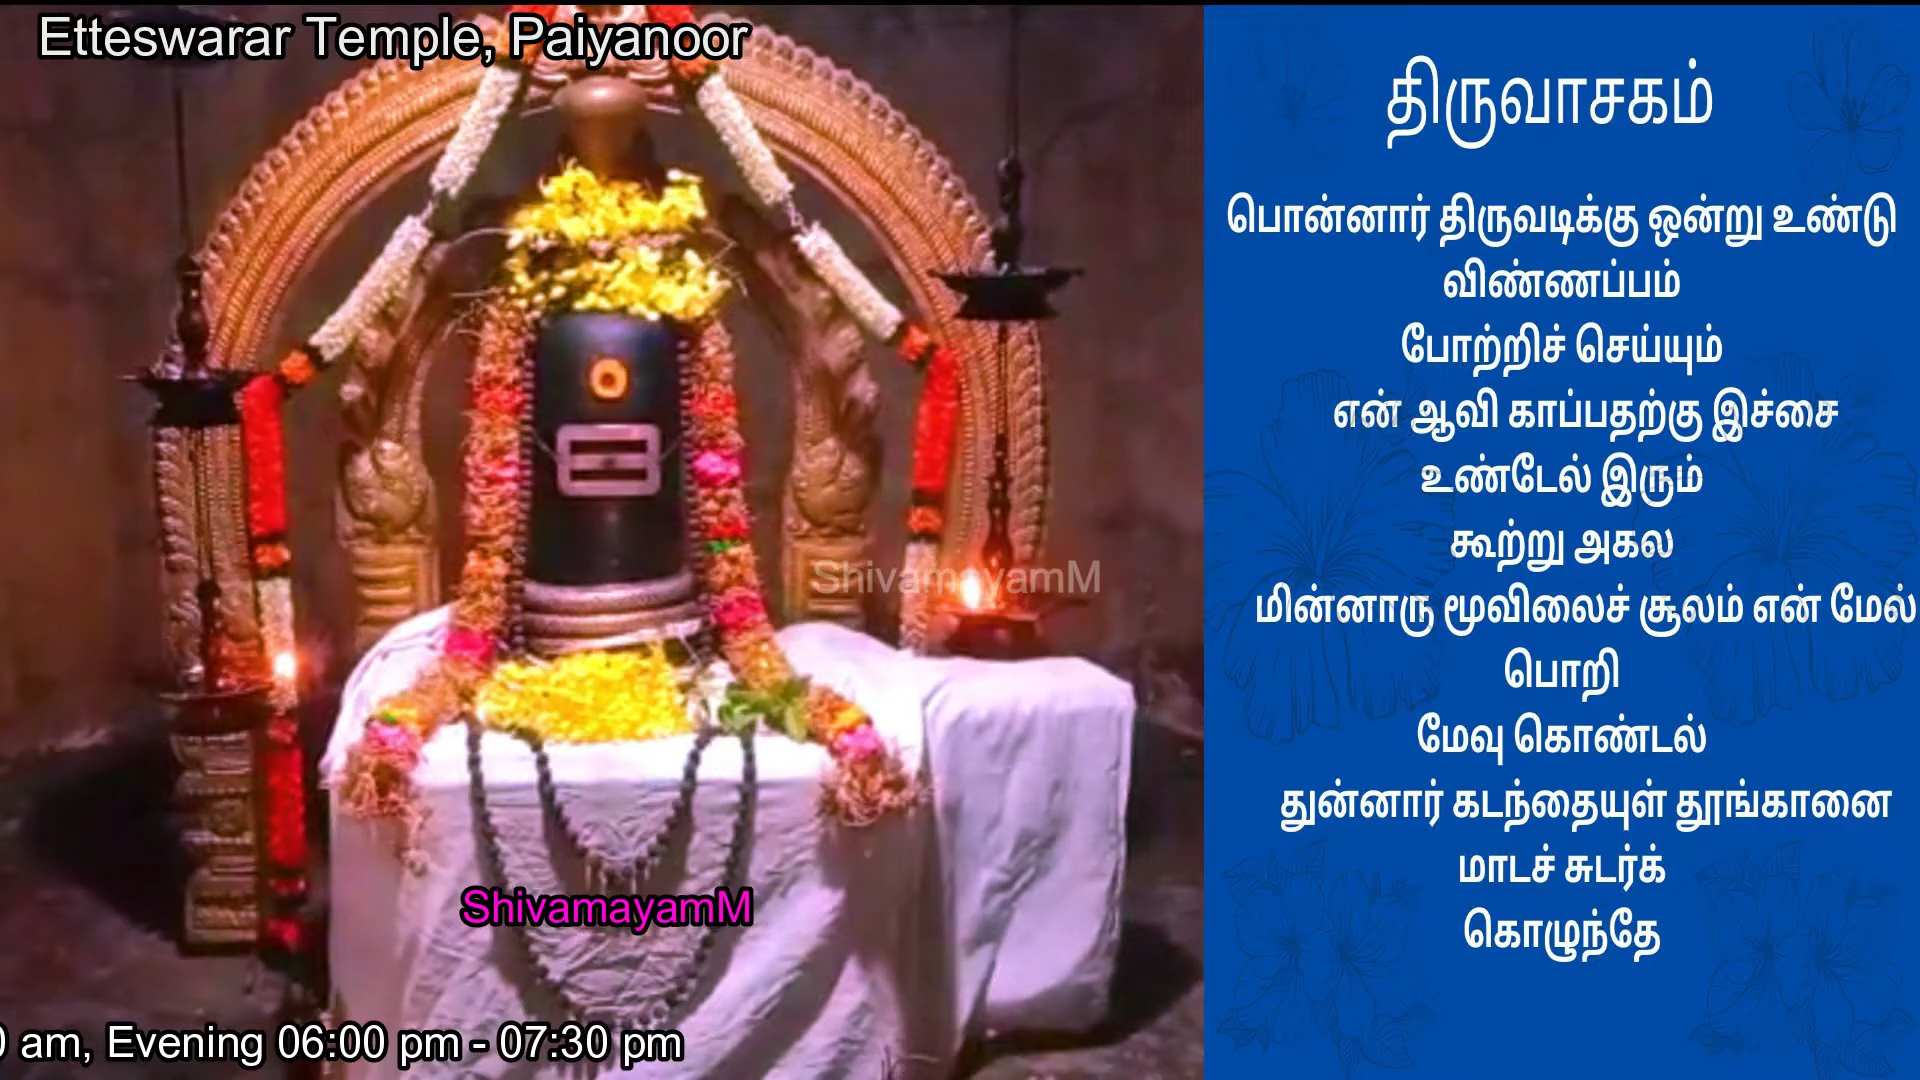 Etteswarar Temple, Paiyanoor
ShivamayamM
ShivamayamM
0 am, Evening 06:00 pm - 07:30 pm
திருவாசகம்
பொன்னார் திருவடிக்கு ஒன்று உண்டு
விண்ணப்பம்
போற்றிச் செய்யும்
என் ஆவி காப்பதற்கு இச்சை
உண்டேல் இரும்
கூற்று அகல
மின்னாரு மூவிலைச் சூலம் என் மேல்
பொறி
மேவு கொண்டல்
துன்னார் கடந்தையுள் தூங்கானை
மாடச் சுடர்க்
கொழுந்தே